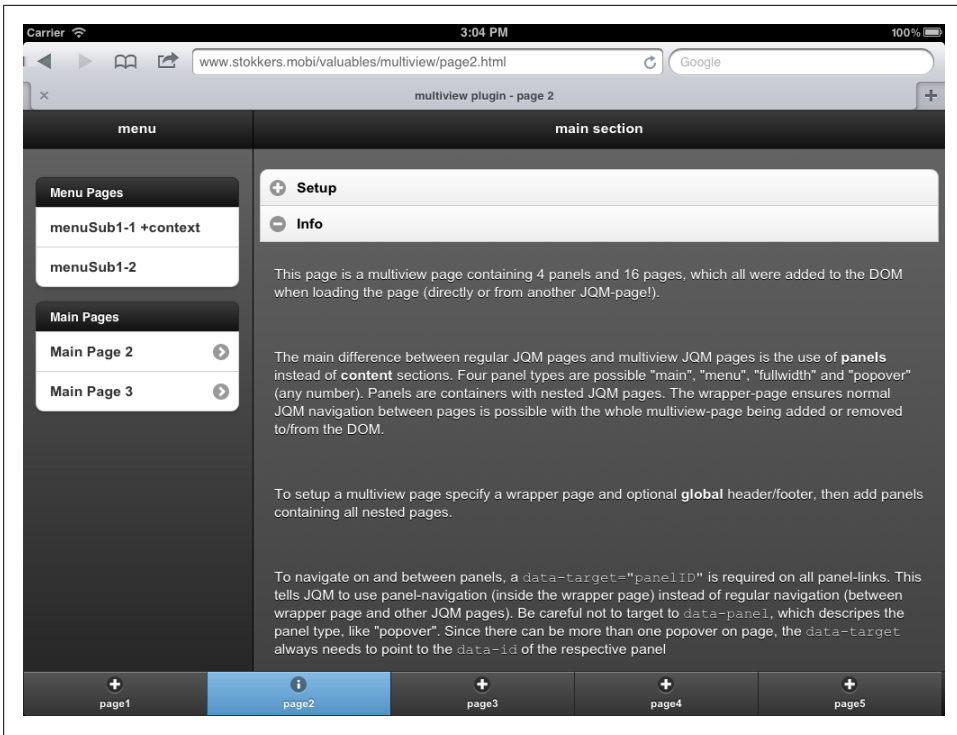 Carrier
3:04 PM
100%
www.stokkers.mobi/valuables/multiview/page2.html
Google
multiview plugin - page 2
menu
main section
Menu Pages
menuSub1-1 +context
menuSub1-2
Main Pages
Main Page 2
Main Page 3
Setup
Info
This page is a multiview page containing 4 panels and 16 pages, which all were added to the DOM
when loading the page (directly or from another JQM-page!).
The main difference between regular JQM pages and multiview JQM pages is the use of panels
instead of content sections. Four panel types are possible "main", "menu", "fullwidth" and "popover"
(any number). Panels are containers with nested JQM pages. The wrapper-page ensures normal
JQM navigation between pages is possible with the whole multiview-page being added or removed
to/from the DOM.
To setup a multiview page specify a wrapper page and optional global header/footer, then add panels
containing all nested pages.
To navigate on and between panels, a data-target="panelID" is required on all panel-links. This
tells JQM to use panel-navigation (inside the wrapper page) instead of regular navigation (between
wrapper page and other JQM pages). Be careful not to target to data-panel, which descripes the
panel type, like "popover". Since there can be more than one popover on page, the data-target
always needs to point to the data-id of the respective panel
page1
page2
page3
page4
page5